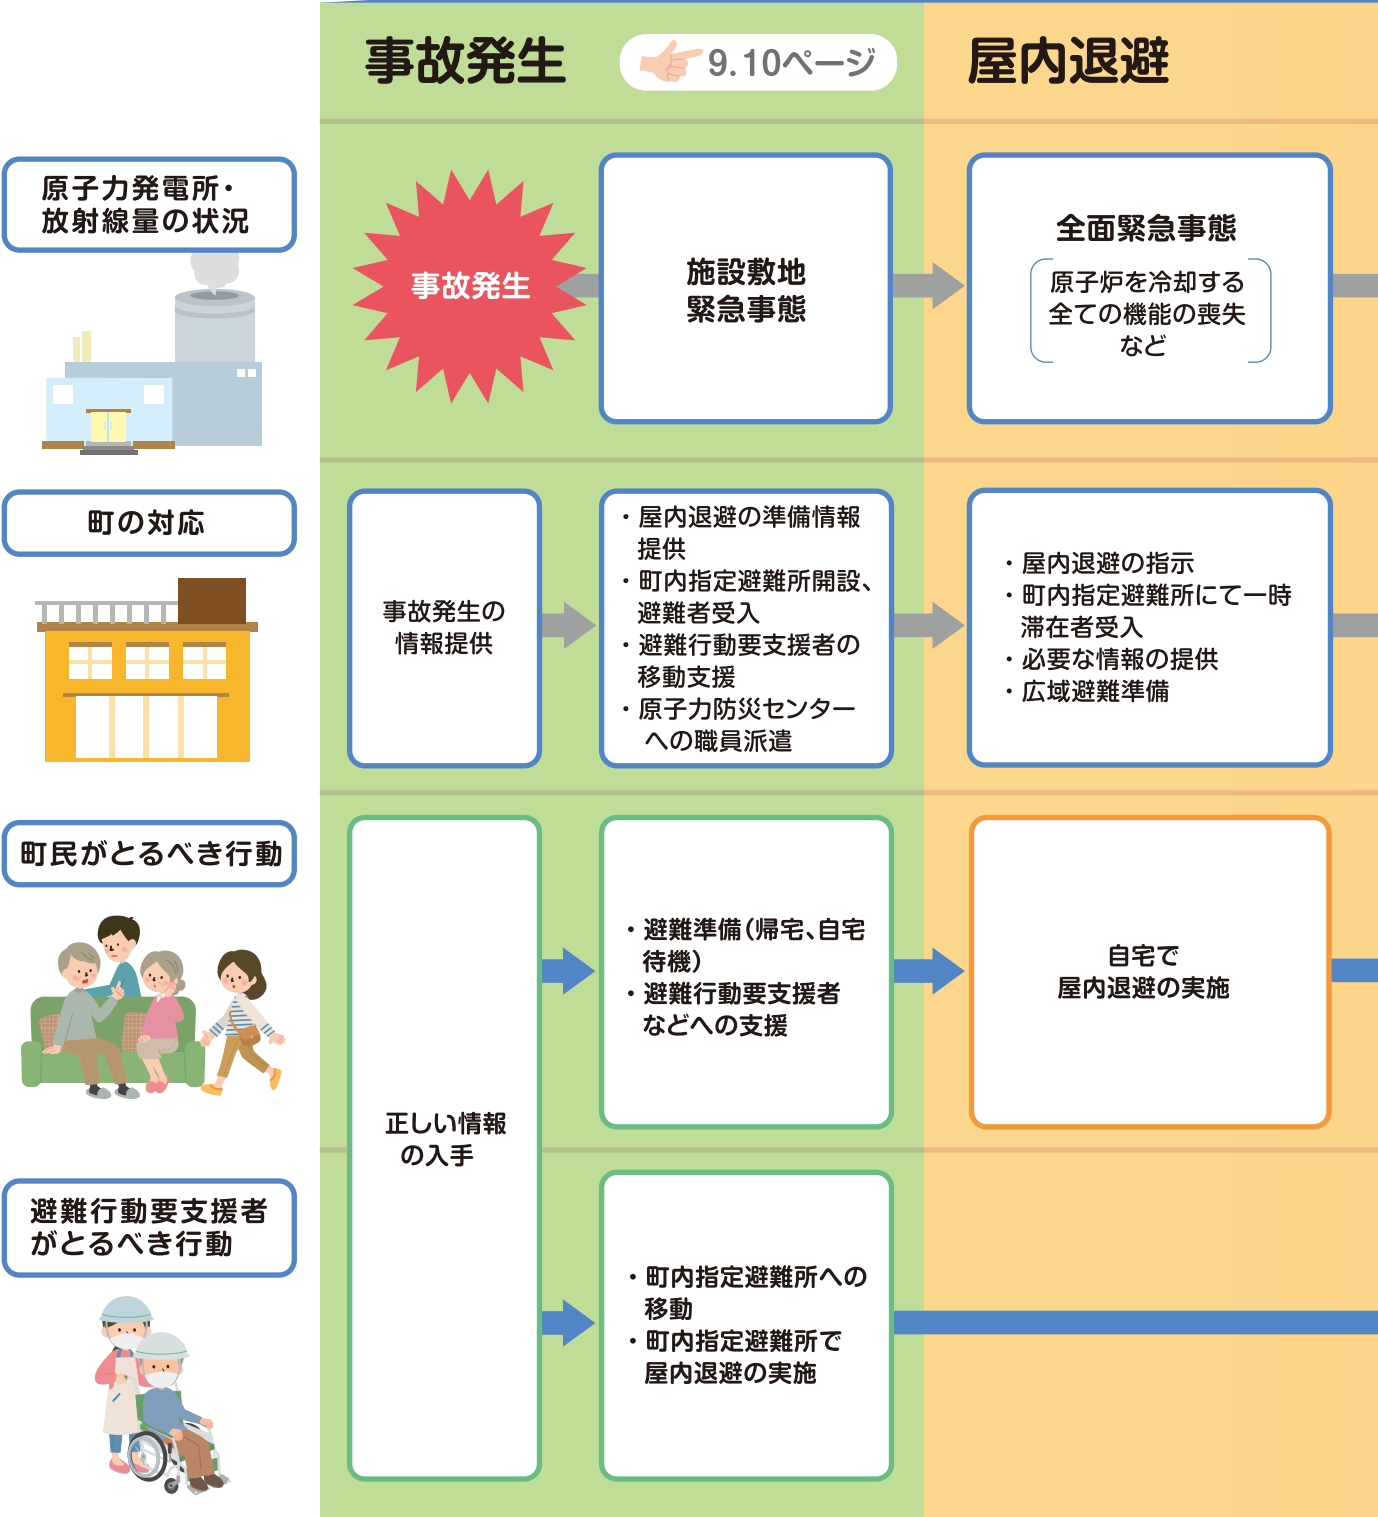 事故発生
9.10ページ
屋内退避
原子力発電所・
放射線量の状況
事故発生
施設敷地
緊急事態
全面緊急事態
原子炉を冷却する
全ての機能の喪失
など
町の対応
事故発生の
情報提供
・屋内退避の準備情報
提供
・町内指定避難所開設、
避難者受入
・避難行動要支援者の
移動支援
・原子力防災センター
への職員派遣
・屋内退避の指示
・町内指定避難所にて一時
滞在者受入
・必要な情報の提供
・広域避難準備
町民がとるべき行動
正しい情報
の入手
・避難準備(帰宅、自宅
待機)
・避難行動要支援者
などへの支援
自宅で
屋内退避の実施
避難行動要支援者
がとるべき行動
・町内指定避難所への
移動
・町内指定避難所で
屋内退避の実施